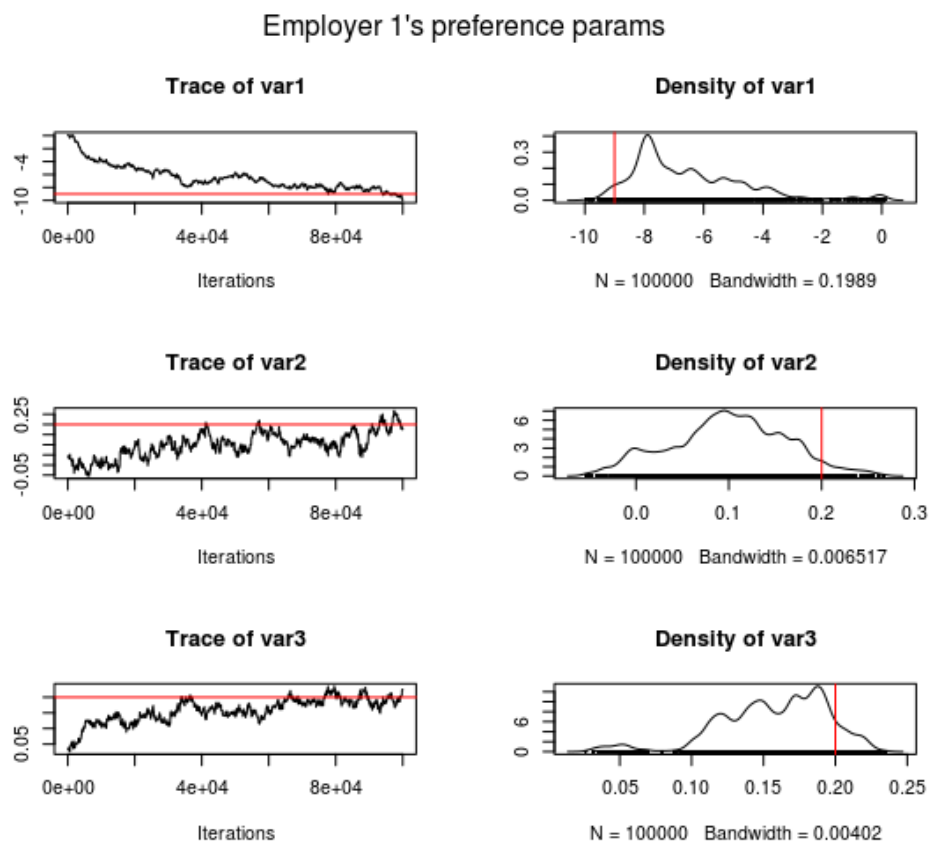 Employer 1's preference params
Trace of var1
-4
-10
0e+00 4e+04 8e+04
Iterations
Density of var1
0.3
0.0
-10 -8 -6 -4 -2 0
N = 100000 Bandwidth = 0.1989
Trace of var2
0.25
-0.05
0e+00 4e+04 8e+04
Iterations
Density of var2
6
3
0
0.0 0.1 0.2 0.3
N = 100000 Bandwidth = 0.006517
Trace of var3
0.05
0e+00 4e+04 8e+04
Iterations
Density of var3
6
0
0.05 0.10 0.15 0.20 0.25
N = 100000 Bandwidth = 0.00402